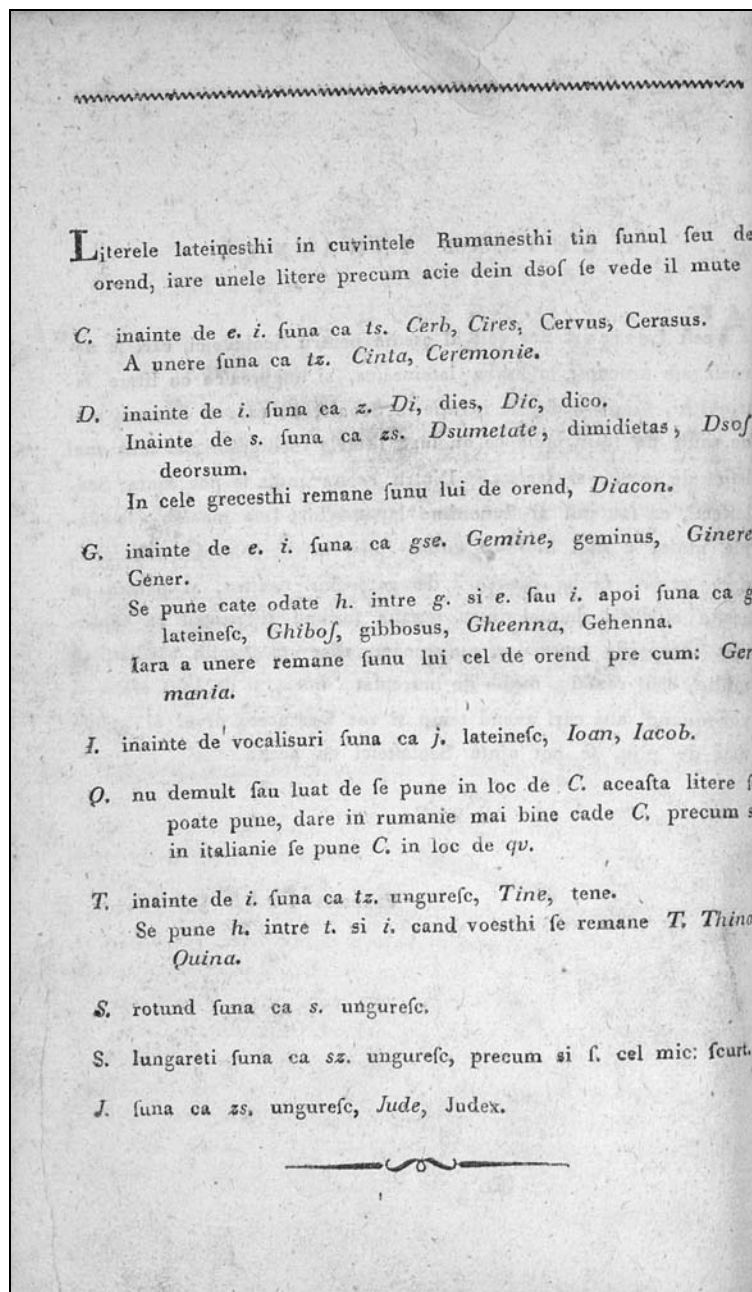 Literele lateinesthi in cuvintele Rumanesthi tin ſunul ſeu de
orend, iare unele litere precum acie dein dsoſ ſe vede il mute
C. inainte de e. i. ſuna ca ts. Cerb, Cires, Cervus, Cerasus.
A unere ſuna ca tz. Cinta, Ceremonie.
D. inainte de i. ſuna ca z. Di, dies, Dic, dico.
Inainte de s. ſuna ca zs. Dsumetate, dimidietas, Dsoſ
deorsum.
In cele grecesthi remane ſunu lui de orend, Diacon.
G. inainte de e. i. ſuna ca gse. Gemine, geminus, Ginere
Gener.
Se pune cate odate h. intre g. si e. ſau i. apoi ſuna ca g
lateineſc, Ghiboſ, gibbosus, Gheenna, Gehenna.
Iara a unere remane ſunu lui cel de orend pre cum: Ger
mania.
I. inainte de vocalisuri ſuna ca j. lateineſc, Ioan, Iacob.
Q. nu demult ſau luat de ſe pune in loc de C. aceaſta litere ſ
poate pune, dare in rumanie mai bine cade C. precum s
in italianie ſe pune C. in loc de qv.
T. inainte de i. ſuna ca tz. ungureſc, Tine, tene.
Se pune h. intre t. si i. cand voesthi ſe remane T. Thina
Quina.
S. rotund ſuna ca s. ungureſc.
S. lungareti ſuna ca sz. ungureſc, precum si ſ. cel mic: ſcurt.
J. ſuna ca zs. ungureſc, Jude, Judex.